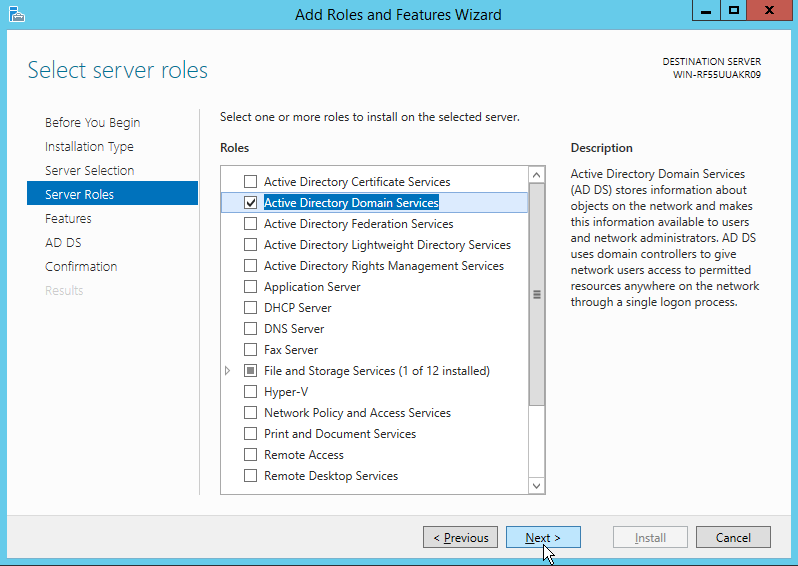 Add Roles and Features Wizard
Select server roles
DESTINATION SERVER
WIN-RF55UUAKR09
Before You Begin
Installation Type
Server Selection
Server Roles
Features
AD DS
Confirmation
Results
Select one or more roles to install on the selected server.
Roles
Active Directory Certificate Services
Active Directory Domain Services
Active Directory Federation Services
Active Directory Lightweight Directory Services
Active Directory Rights Management Services
Application Server
DHCP Server
DNS Server
Fax Server
File and Storage Services (1 of 12 installed)
Hyper-V
Network Policy and Access Services
Print and Document Services
Remote Access
Remote Desktop Services
Description
Active Directory Domain Services
(AD DS) stores information about
objects on the network and makes
this information available to users
and network administrators. AD DS
uses domain controllers to give
network users access to permitted
resources anywhere on the network
through a single logon process.
< Previous
Next >
Install
Cancel